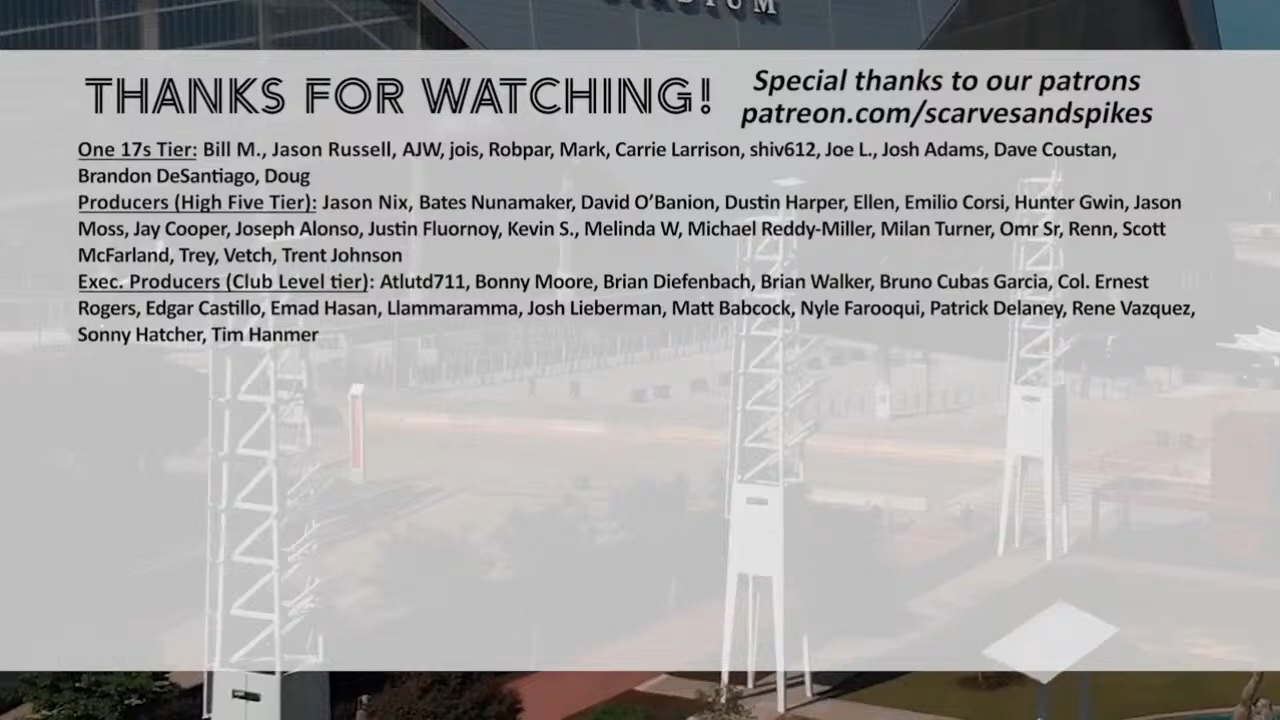 THANKS FOR WATCHING!
Special thanks to our patrons
patreon.com/scarvesandspikes
One 17s Tier: Bill M., Jason Russell, AJW, jois, Robpar, Mark, Carrie Larrison, shiv612, Joe L., Josh Adams, Dave Coustan,
Brandon DeSantiago, Doug
Producers (High Five Tier): Jason Nix, Bates Nunamaker, David O'Banion, Dustin Harper, Ellen, Emilio Corsi, Hunter Gwin, Jason
Moss, Jay Cooper, Joseph Alonso, Justin Fluornoy, Kevin S., Melinda W, Michael Reddy-Miller, Milan Turner, Omr Sr, Renn, Scott
McFarland, Trey, Vetch, Trent Johnson
Exec. Producers (Club Level tier): Atlutd711, Bonny Moore, Brian Diefenbach, Brian Walker, Bruno Cubas Garcia, Col. Ernest
Rogers, Edgar Castillo, Emad Hasan, Llammaramma, Josh Lieberman, Matt Babcock, Nyle Farooqui, Patrick Delaney, Rene Vazquez,
Sonny Hatcher, Tim Hanmer